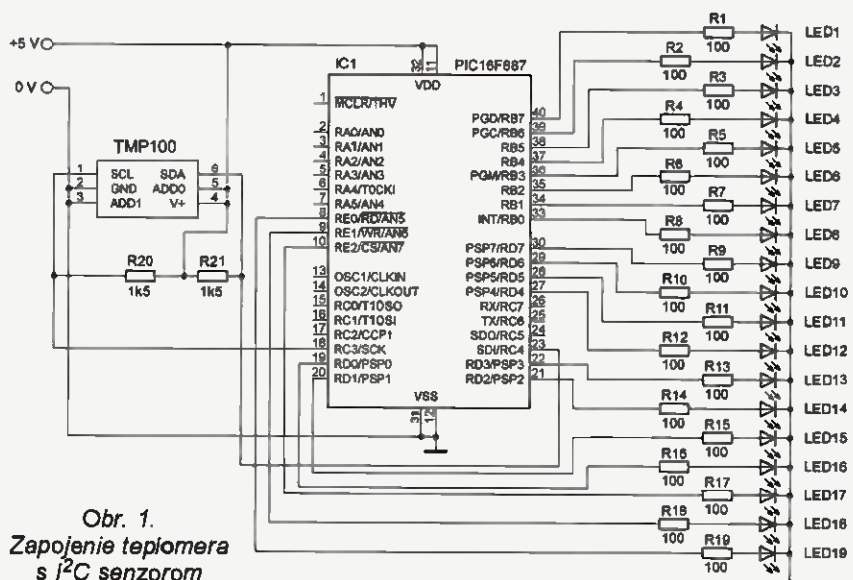 +5 V
0 V
TMP100
1 SCL SDA 6
2 GND ADD0 5
3 ADD1 V+ 4
R20
1k5
R21
1k5
IC1
PIC16F887
32
11
VDD
1 MCLR/THV
2 RA0/AN0
3 RA1/AN1
4 RA2/AN2
5 RA3/AN3
6 RA4/T0CKI
7 RA5/AN4
8 RE0/RD/AN5
9 RE1/WR/AN6
10 RE2/CS/AN7
13 OSC1/CLKIN
14 OSC2/CLKOUT
15 RC0/T1OSO
16 RC1/T1OSI
17 RC2/CCP1
18 RC3/SCK
19 RD0/PSP0
20 RD1/PSP1
PGD/RB7 40
PGC/RB6 39
RB5 38
RB4 37
PGM/RB3 36
RB2 35
RB1 34
INT/RB0 33
PSP7/RD7 30
PSP6/RD6 29
PSP5/RD5 28
PSP4/RD4 27
RX/RC7 26
TX/RC6 25
SDO/RC5 24
SDI/RC4 23
RD3/PSP3 22
RD2/PSP2 21
VSS
31
12
R1
100
LED1
R2
100
LED2
R3
100
LED3
R4
100
LED4
R5
100
LED5
R6
100
LED6
R7
100
LED7
R8
100
LED8
R9
100
LED9
R10
100
LED10
R11
100
LED11
R12
100
LED12
R13
100
LED13
R14
100
LED14
R15
100
LED15
R16
100
LED16
R17
100
LED17
R18
100
LED18
R19
100
LED19
Obr. 1.
Zapojenie teplomera
s I²C senzorom